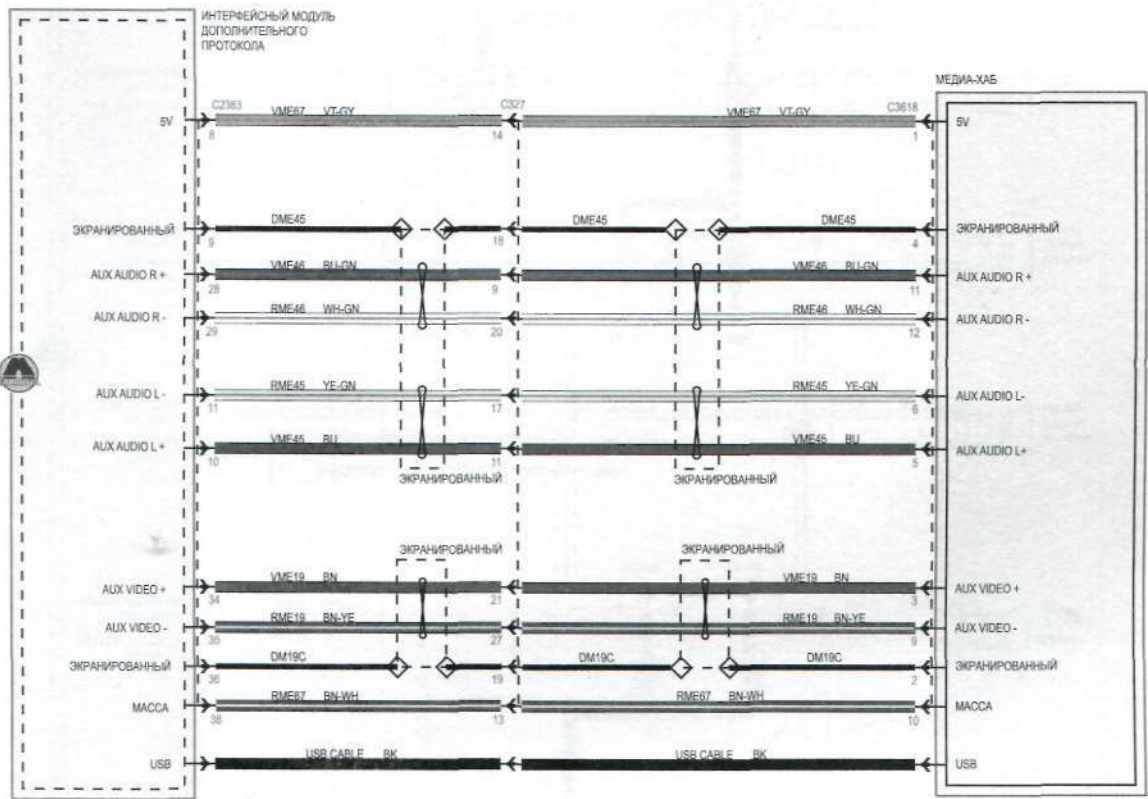 ИНТЕРФЕЙСНЫЙ МОДУЛЬ
ДОПОЛНИТЕЛЬНОГО
ПРОТОКОЛА
МЕДИА-ХАБ
C2383 VME67 VT-GY C327 VME67 VT-GY C3618
5V 5V
8 14 1
DME45 DME45 DME45
ЭКРАНИРОВАННЫЙ ЭКРАНИРОВАННЫЙ
9 18 4
VME46 BU-GN VME46 BU-GN
AUX AUDIO R + AUX AUDIO R +
28 9 11
RME46 WH-GN RME46 WH-GN
AUX AUDIO R - AUX AUDIO R -
29 20 12
RME45 YE-GN RME45 YE-GN
AUX AUDIO L - AUX AUDIO L-
11 17 6
VME45 BU VME45 BU
AUX AUDIO L + AUX AUDIO L+
10 11 5
ЭКРАНИРОВАННЫЙ ЭКРАНИРОВАННЫЙ
ЭКРАНИРОВАННЫЙ ЭКРАНИРОВАННЫЙ
VME19 BN VME19 BN
AUX VIDEO + AUX VIDEO +
34 21 3
RME19 BN-YE RME19 BN-YE
AUX VIDEO - AUX VIDEO -
35 27 9
DM19C DM19C DM19C
ЭКРАНИРОВАННЫЙ ЭКРАНИРОВАННЫЙ
36 19 2
RME67 BN-WH RME67 BN-WH
МАССА МАССА
38 13 10
USB CABLE BK USB CABLE BK
USB USB